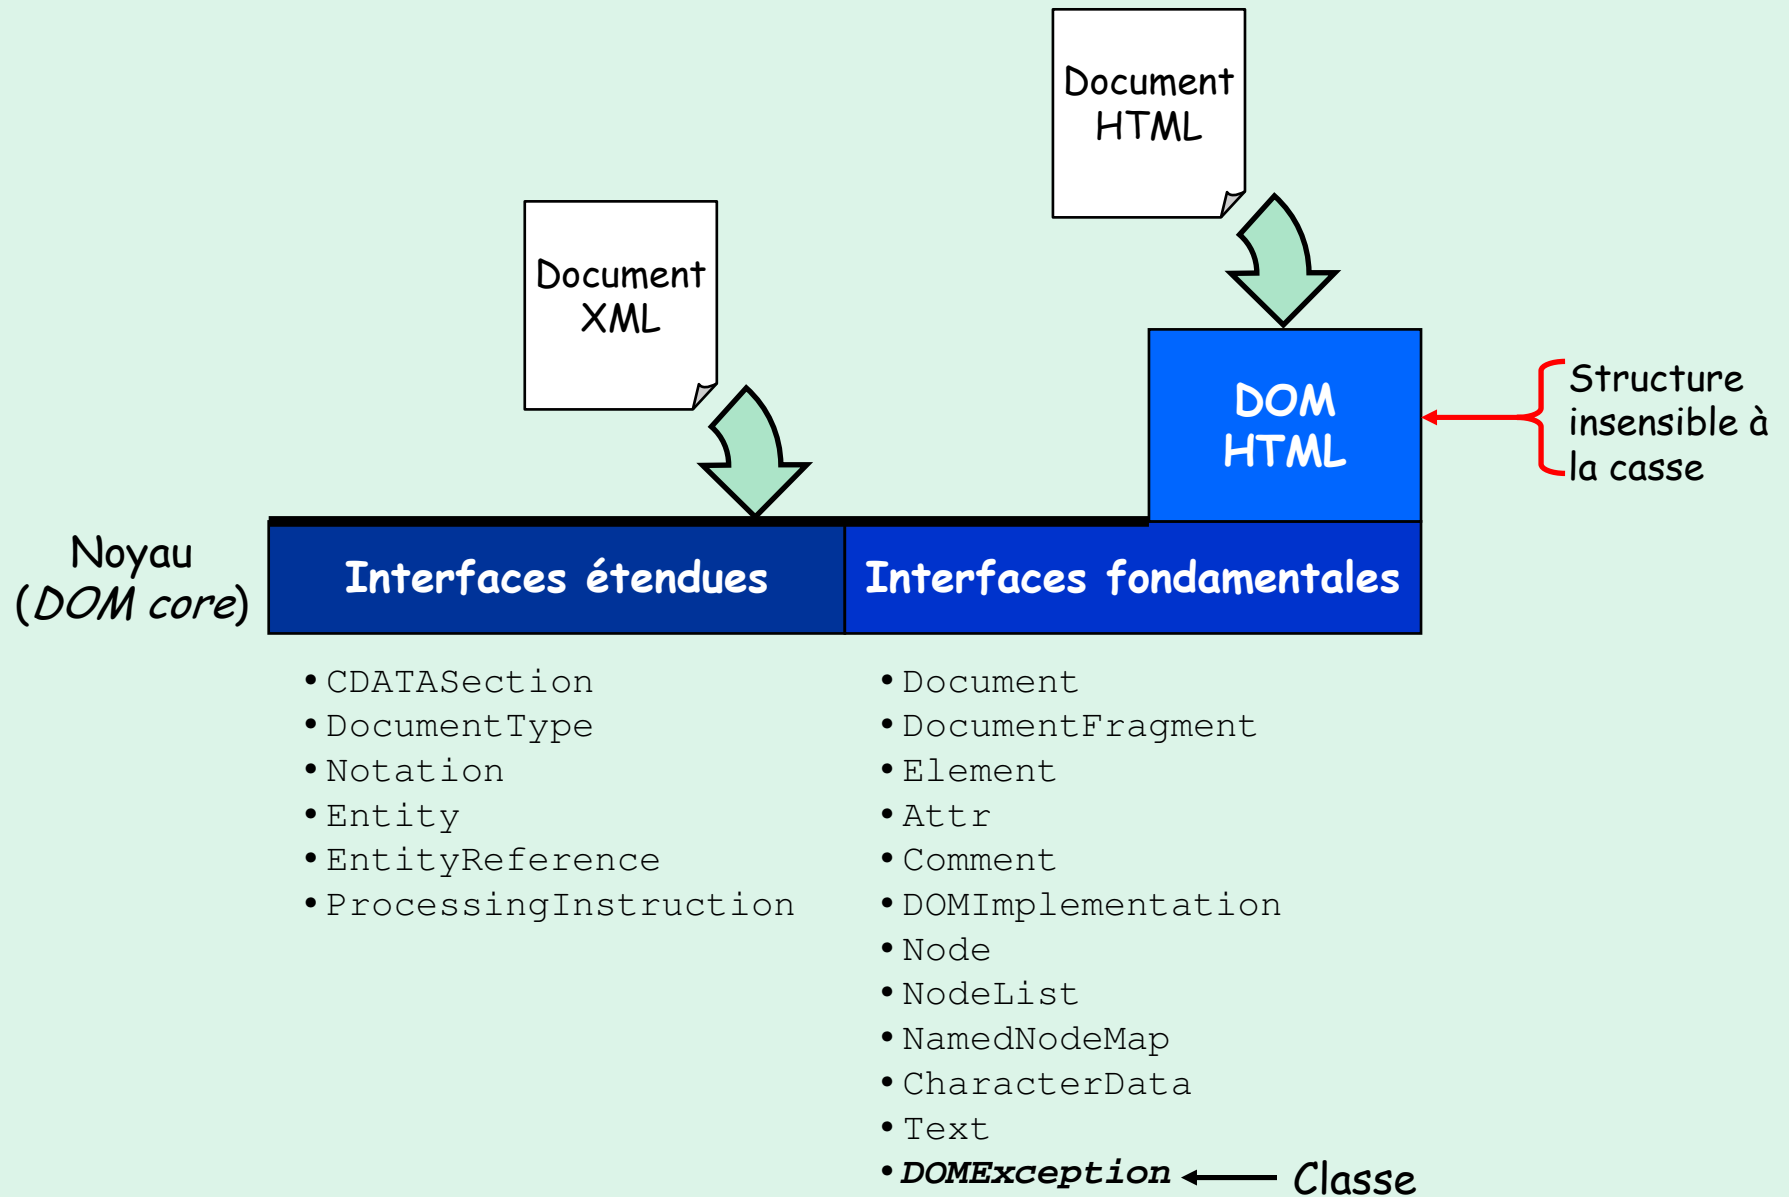 Document
HTML
Document
XML
DOM
HTML
Structure
insensible à
la casse
Noyau
(DOM core)
Interfaces étendues
Interfaces fondamentales
• CDATASection
• DocumentType
• Notation
• Entity
• EntityReference
• ProcessingInstruction
• Document
• DocumentFragment
• Element
• Attr
• Comment
• DOMImplementation
• Node
• NodeList
• NamedNodeMap
• CharacterData
• Text
• DOMException
Classe